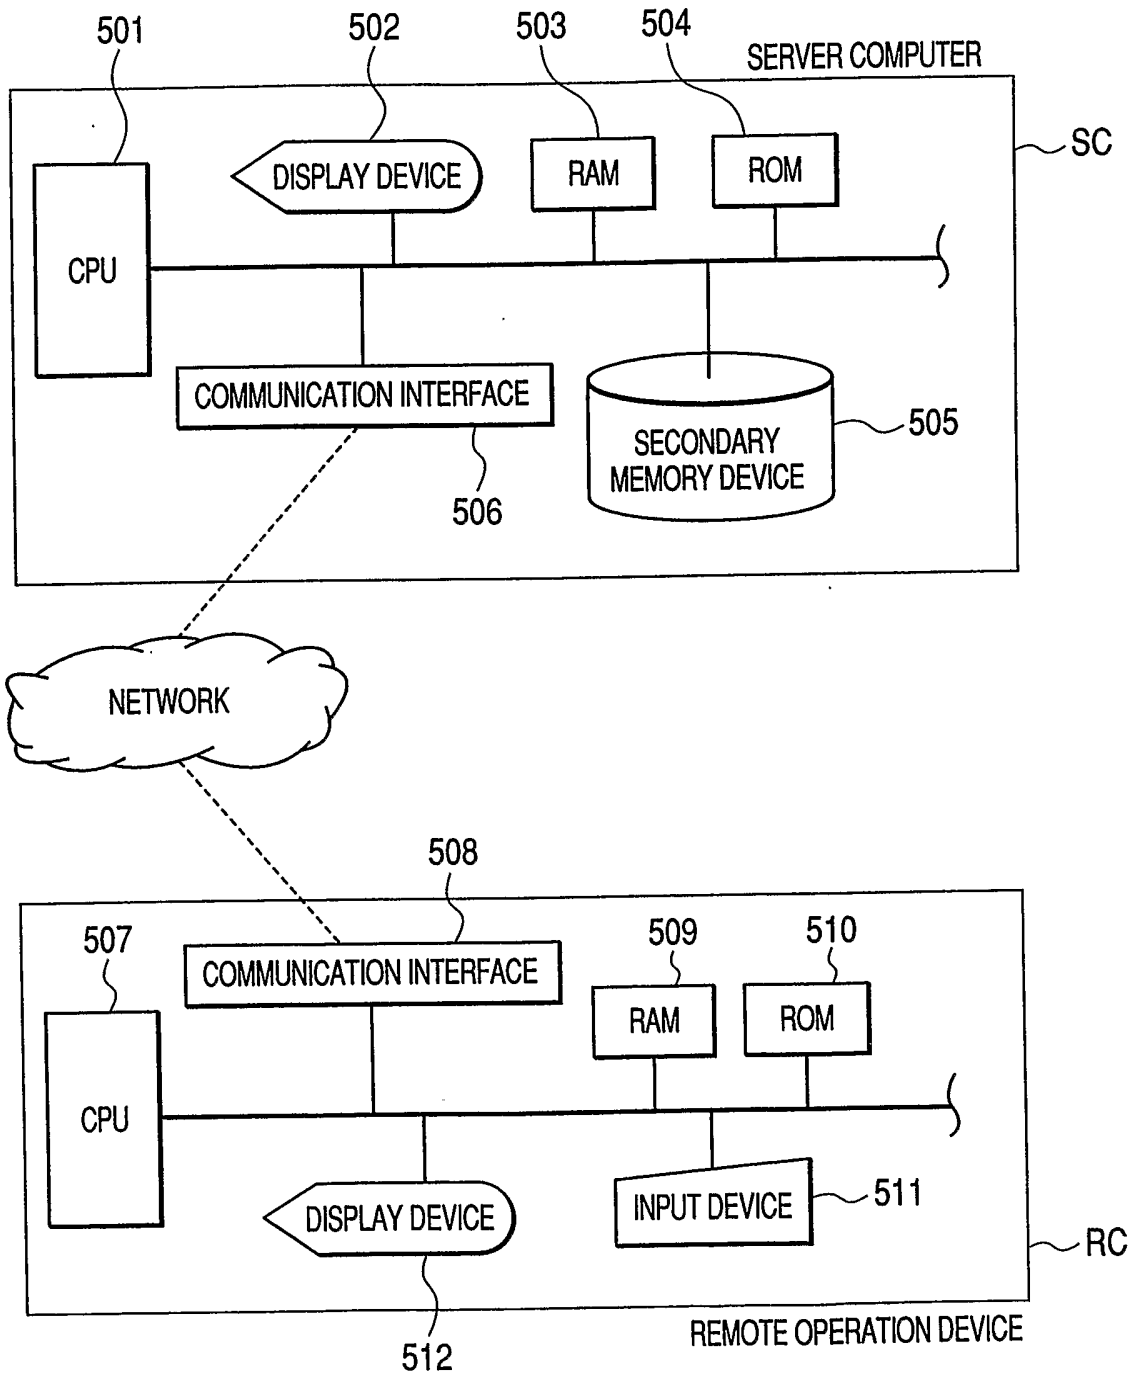 501
502
503
504
SERVER COMPUTER
SC
DISPLAY DEVICE
RAM
ROM
CPU
COMMUNICATION INTERFACE
505
SECONDARY
MEMORY DEVICE
506
NETWORK
508
507
509
510
COMMUNICATION INTERFACE
RAM
ROM
CPU
511
INPUT DEVICE
DISPLAY DEVICE
RC
512
REMOTE OPERATION DEVICE